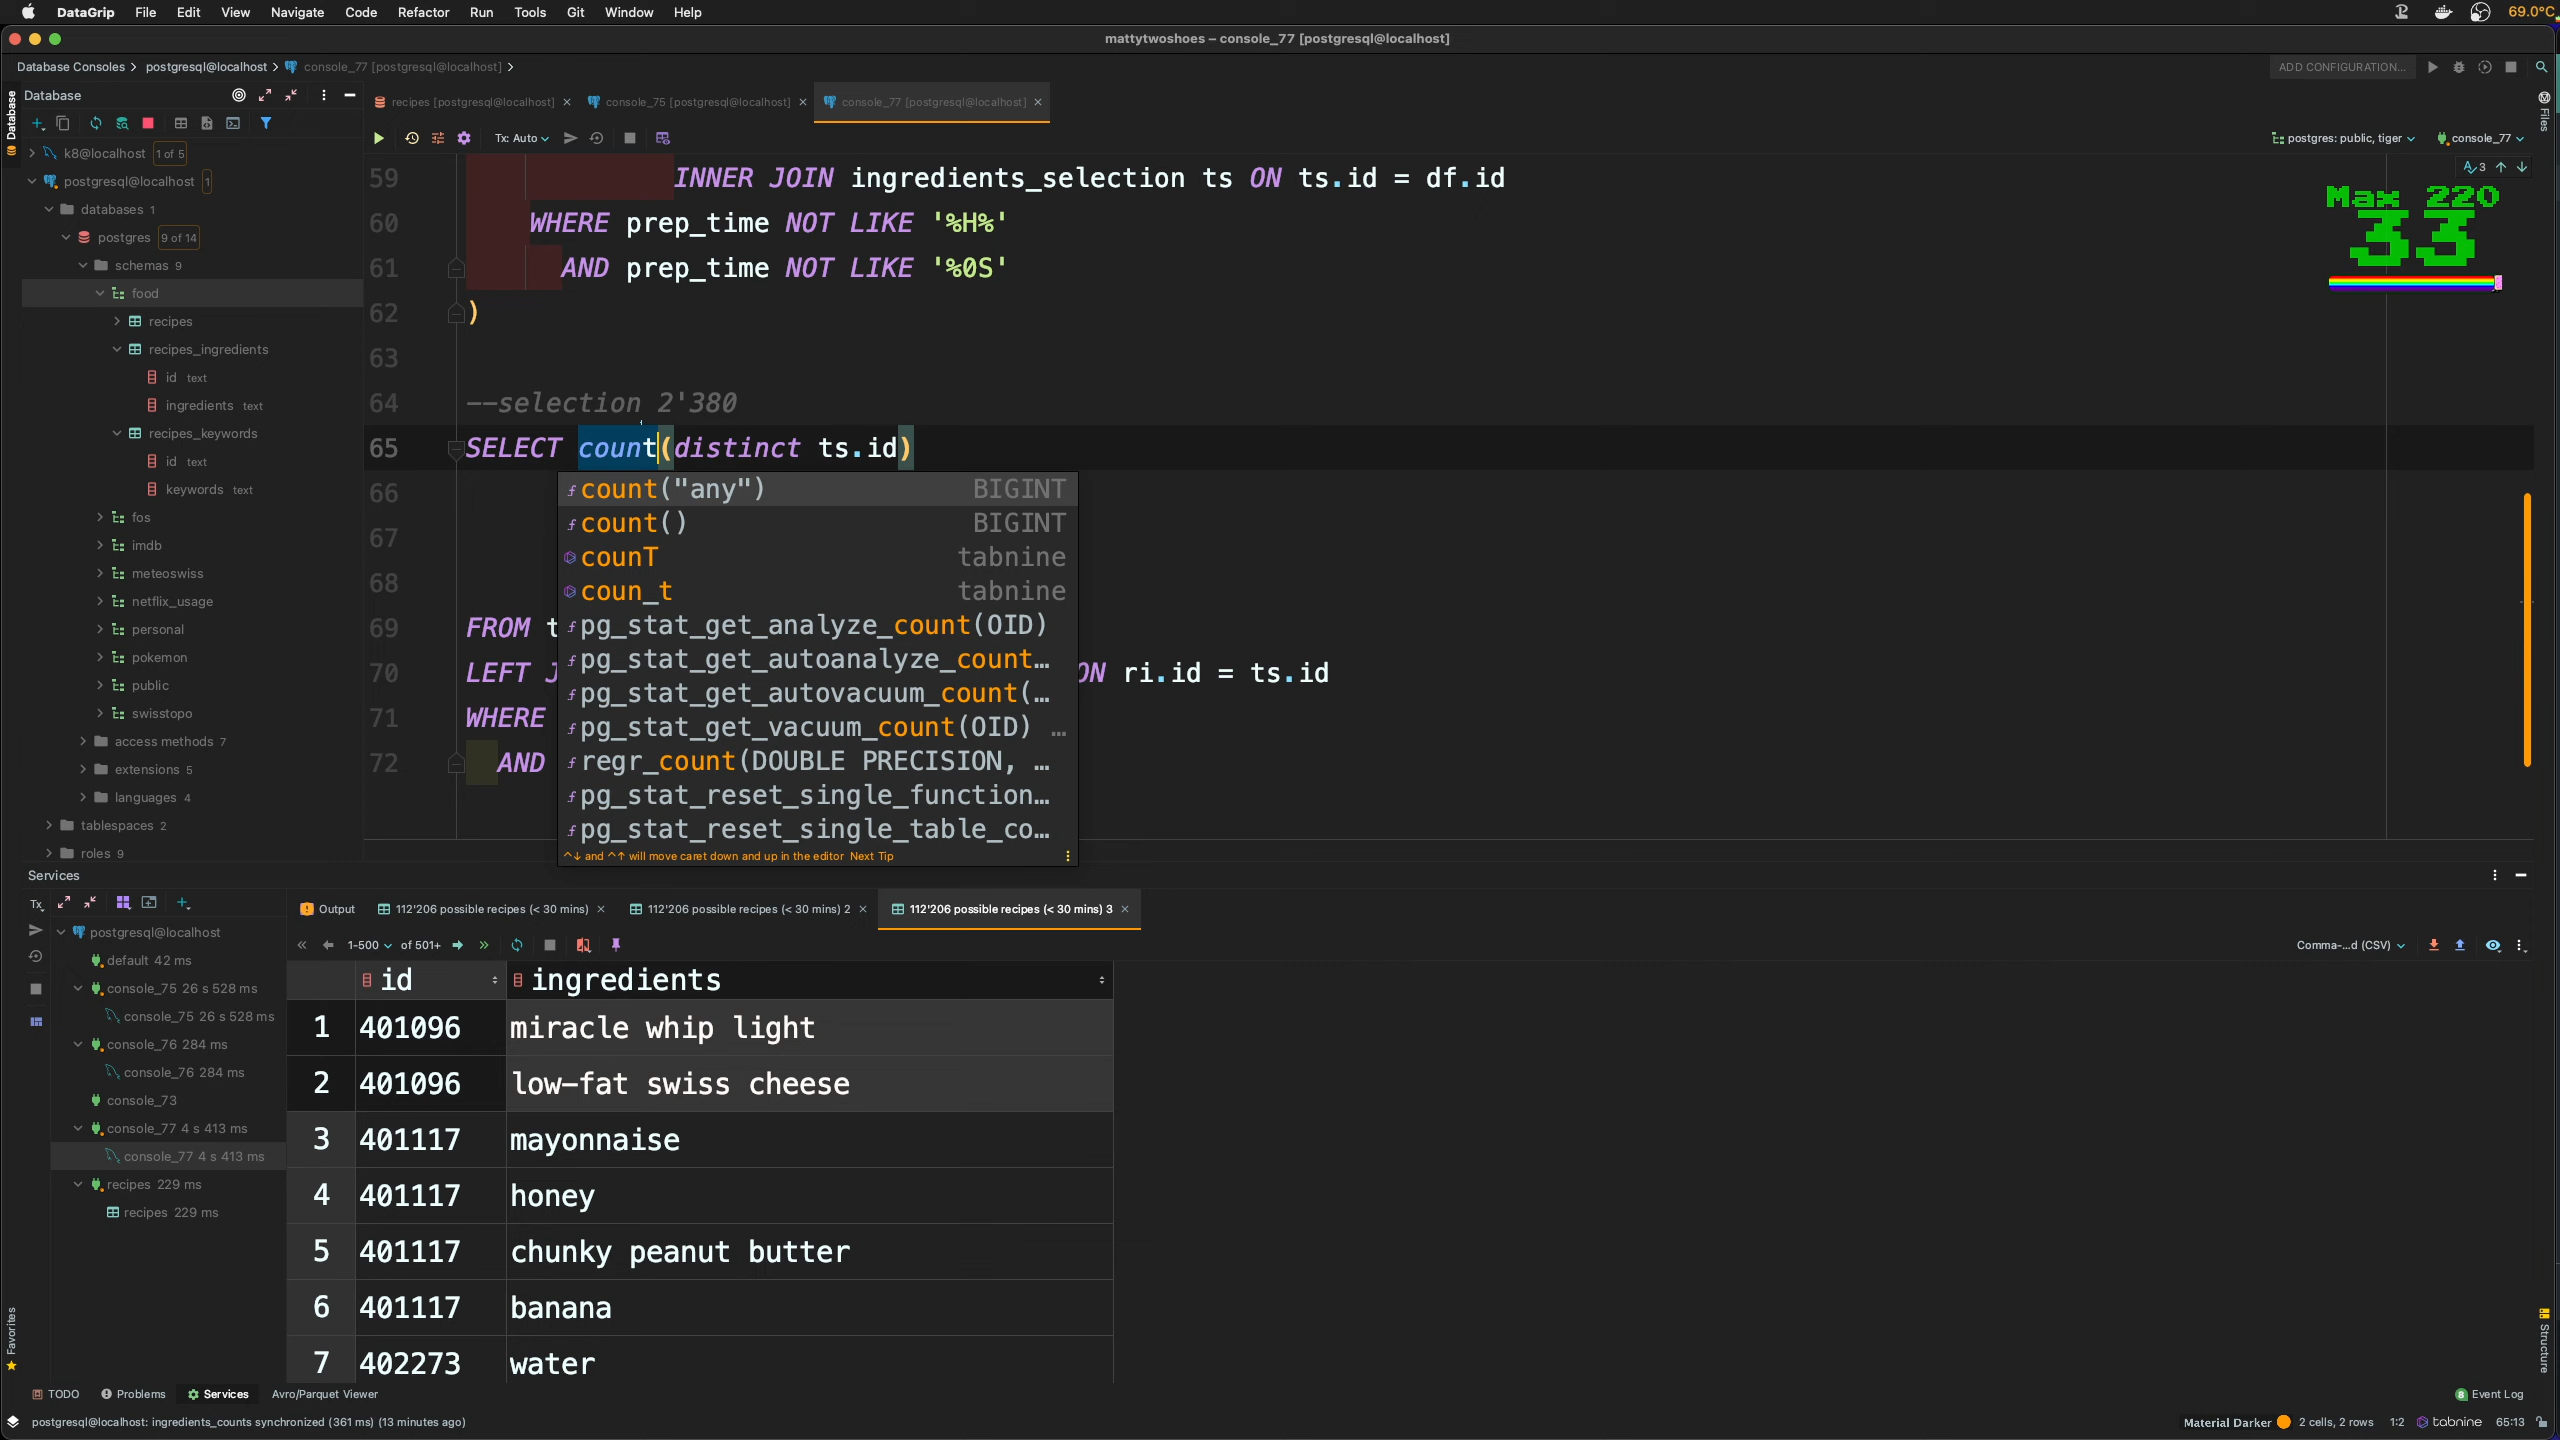 DataGrip File Edit View Navigate Code Refactor Run Tools Git Window Help 69.0°C
mattytwoshoes – console_77 [postgresql@localhost]
Database Consoles postgresql@localhost console_77 [postgresql@localhost] ADD CONFIGURATION...
Database
recipes [postgresql@localhost] console_75 [postgresql@localhost] console_77 [postgresql@localhost]
Files
Tx: Auto postgres: public, tiger console_77
k8@localhost 1 of 5
postgresql@localhost 1
databases 1
postgres 9 of 14
schemas 9
food
recipes
recipes_ingredients
id text
ingredients text
recipes_keywords
id text
keywords text
fos
imdb
meteoswiss
netflix_usage
personal
pokemon
public
swisstopo
access methods 7
extensions 5
languages 4
tablespaces 2
roles 9
3
Max 220
33
59 INNER JOIN ingredients_selection ts ON ts.id = df.id
60 WHERE prep_time NOT LIKE '%H%'
61 AND prep_time NOT LIKE '%0S'
62 )
63
64 --selection 2'380
65 SELECT count(distinct ts.id)
66
67
68
69 FROM t
70 LEFT J ON ri.id = ts.id
71 WHERE
72 AND
count("any") BIGINT
count() BIGINT
counT tabnine
coun_t tabnine
pg_stat_get_analyze_count(OID)
pg_stat_get_autoanalyze_count…
pg_stat_get_autovacuum_count(…
pg_stat_get_vacuum_count(OID) …
regr_count(DOUBLE PRECISION, …
pg_stat_reset_single_function…
pg_stat_reset_single_table_co…
^↓ and ^↑ will move caret down and up in the editor Next Tip
Services
Tx
Output 112'206 possible recipes (< 30 mins) 112'206 possible recipes (< 30 mins) 2 112'206 possible recipes (< 30 mins) 3
1-500 of 501+ Comma-...d (CSV)
postgresql@localhost
default 42 ms
console_75 26 s 528 ms
console_75 26 s 528 ms
console_76 284 ms
console_76 284 ms
console_73
console_77 4 s 413 ms
console_77 4 s 413 ms
recipes 229 ms
recipes 229 ms
id ingredients
1 401096 miracle whip light
2 401096 low-fat swiss cheese
3 401117 mayonnaise
4 401117 honey
5 401117 chunky peanut butter
6 401117 banana
7 402273 water
Favorites
Structure
TODO Problems Services Avro/Parquet Viewer 8 Event Log
postgresql@localhost: ingredients_counts synchronized (361 ms) (13 minutes ago) Material Darker 2 cells, 2 rows 1:2 tabnine 65:13
Database